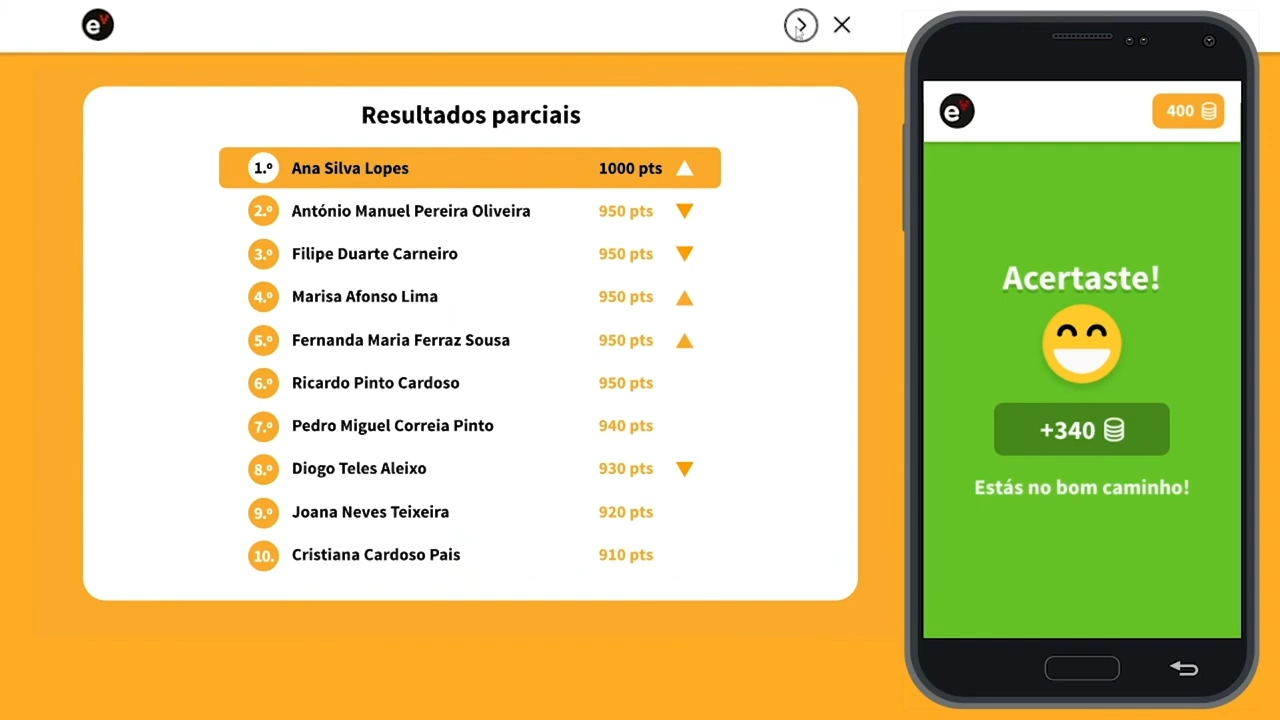 e
Resultados parciais
1.º Ana Silva Lopes 1000 pts
2.º António Manuel Pereira Oliveira 950 pts
3.º Filipe Duarte Carneiro 950 pts
4.º Marisa Afonso Lima 950 pts
5.º Fernanda Maria Ferraz Sousa 950 pts
6.º Ricardo Pinto Cardoso 950 pts
7.º Pedro Miguel Correia Pinto 940 pts
8.º Diogo Teles Aleixo 930 pts
9.º Joana Neves Teixeira 920 pts
10. Cristiana Cardoso Pais 910 pts
e 400
Acertaste!
+340
Estás no bom caminho!